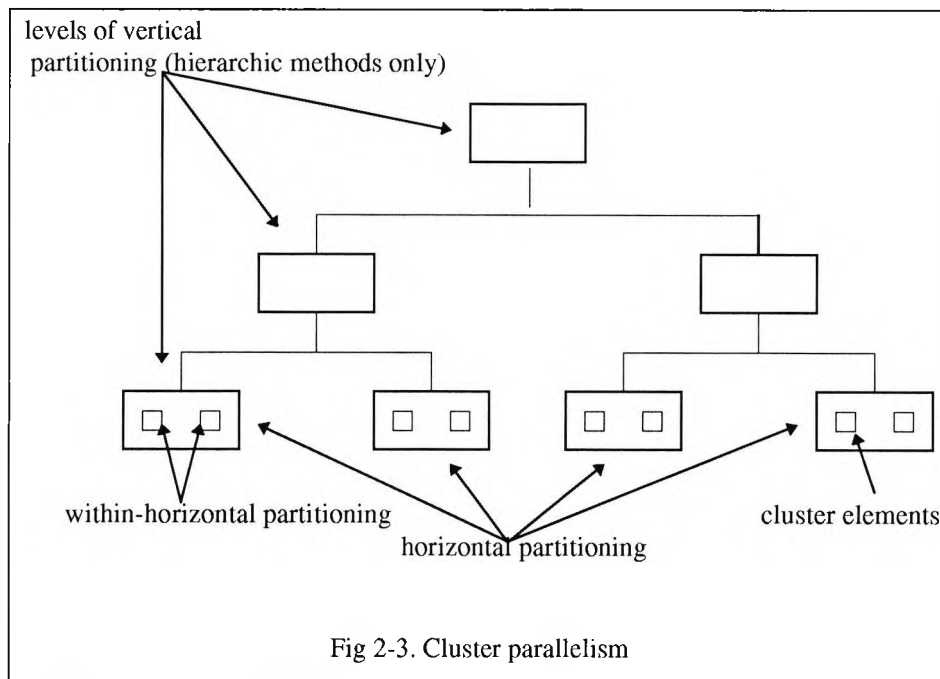 levels of vertical
partitioning (hierarchic methods only)
within-horizontal partitioning
cluster elements
horizontal partitioning
Fig 2-3. Cluster parallelism